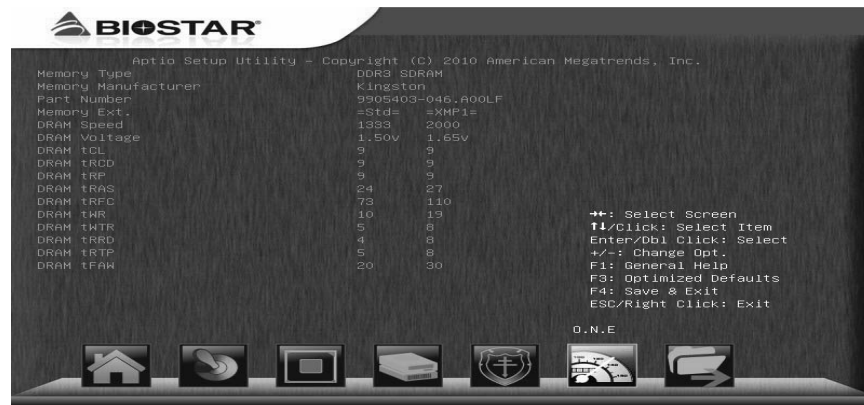 BIOSTAR®
Aptio Setup Utility – Copyright (C) 2010 American Megatrends, Inc.
Memory Type DDR3 SDRAM
Memory Manufacturer Kingston
Part Number 9905403-046.A00LF
Memory Ext. =Std= =XMP1=
DRAM Speed 1333 2000
DRAM Voltage 1.50v 1.65v
DRAM tCL 9 9
DRAM tRCD 9 9
DRAM tRP 9 9
DRAM tRAS 24 27
DRAM tRFC 73 110
DRAM tWR 10 19
DRAM tWTR 5 8
DRAM tRRD 4 8
DRAM tRTP 5 8
DRAM tFAW 20 30
→←: Select Screen
↑↓/Click: Select Item
Enter/Dbl Click: Select
+/-: Change Opt.
F1: General Help
F3: Optimized Defaults
F4: Save & Exit
ESC/Right Click: Exit
O.N.E